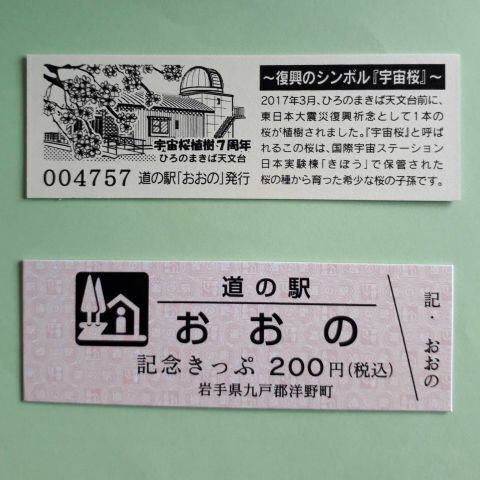 ～復興のシンボル『宇宙桜』～
2017年3月、ひろのまきば天文台前に、
東日本大震災復興祈念として1本の
桜が植樹されました。『宇宙桜』と呼ば
れるこの桜は、国際宇宙ステーション
日本実験棟「きぼう」で保管された
桜の種から育った希少な桜の子孫です。
宇宙桜植樹7周年
ひろのまきば天文台
004757 道の駅「おおの」発行
道の駅
おおの
記念きっぷ 200円(税込)
岩手県九戸郡洋野町
記・おおの